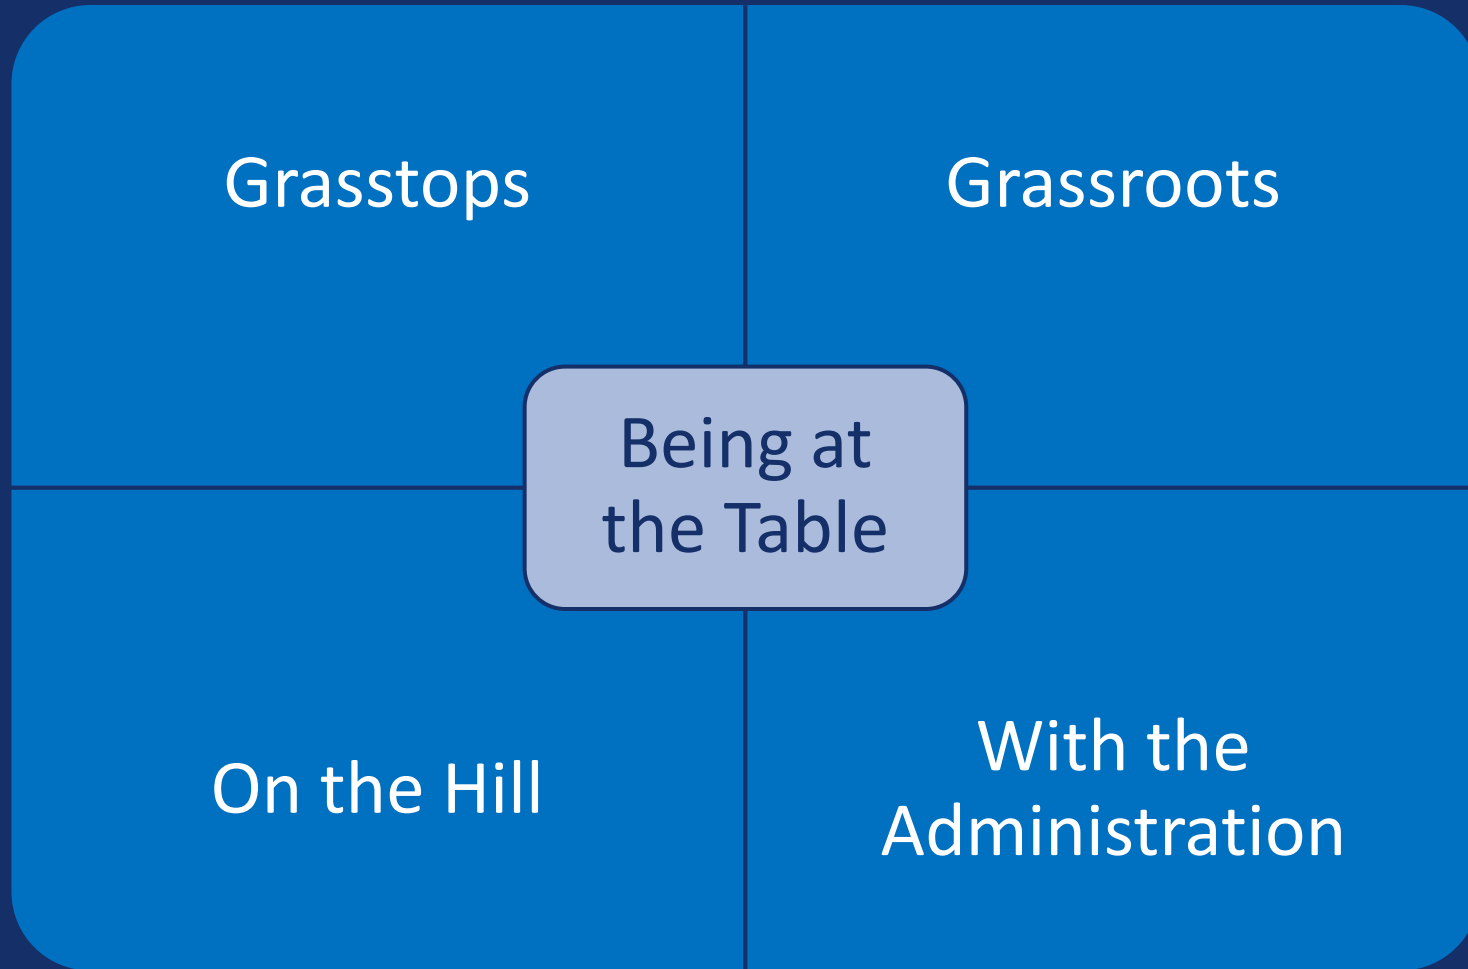 Grasstops
Grassroots
Being at
the Table
On the Hill
With the
Administration